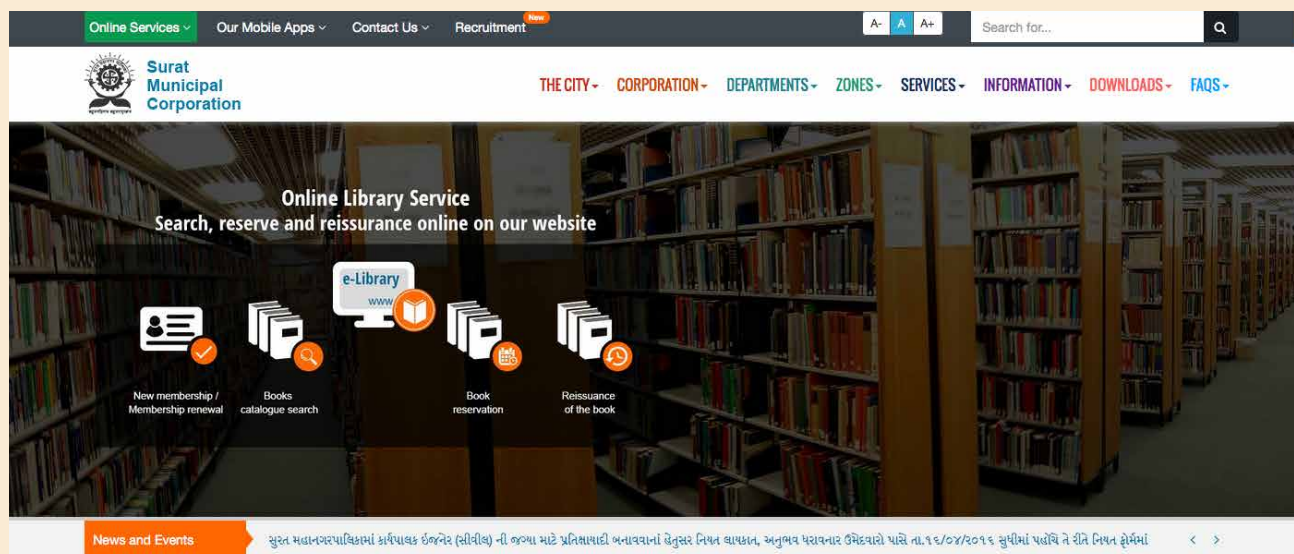 Online Services
Our Mobile Apps
Contact Us
Recruitment
New
A-
A
A+
Search for...
Surat
Municipal
Corporation
THE CITY
CORPORATION
DEPARTMENTS
ZONES
SERVICES
INFORMATION
DOWNLOADS
FAQS
Online Library Service
Search, reserve and reissurance online on our website
e-Library
www
New membership /
Membership renewal
Books
catalogue search
Book
reservation
Reissuance
of the book
News and Events
સુરત મહાનગરપાલિકામાં કાર્યપાલક ઇજનેર (સીવીલ) ની જગ્યા માટે પ્રતિક્ષાયાદી બનાવવાનાં હેતુસર નિયત લાયકાત, અનુભવ ધરાવનાર ઉમેદવારો પાસે તા.૧૬/૦૪/૨૦૧૬ સુધીમાં પહોંચે તે રીતે નિયત ફોર્મમાં